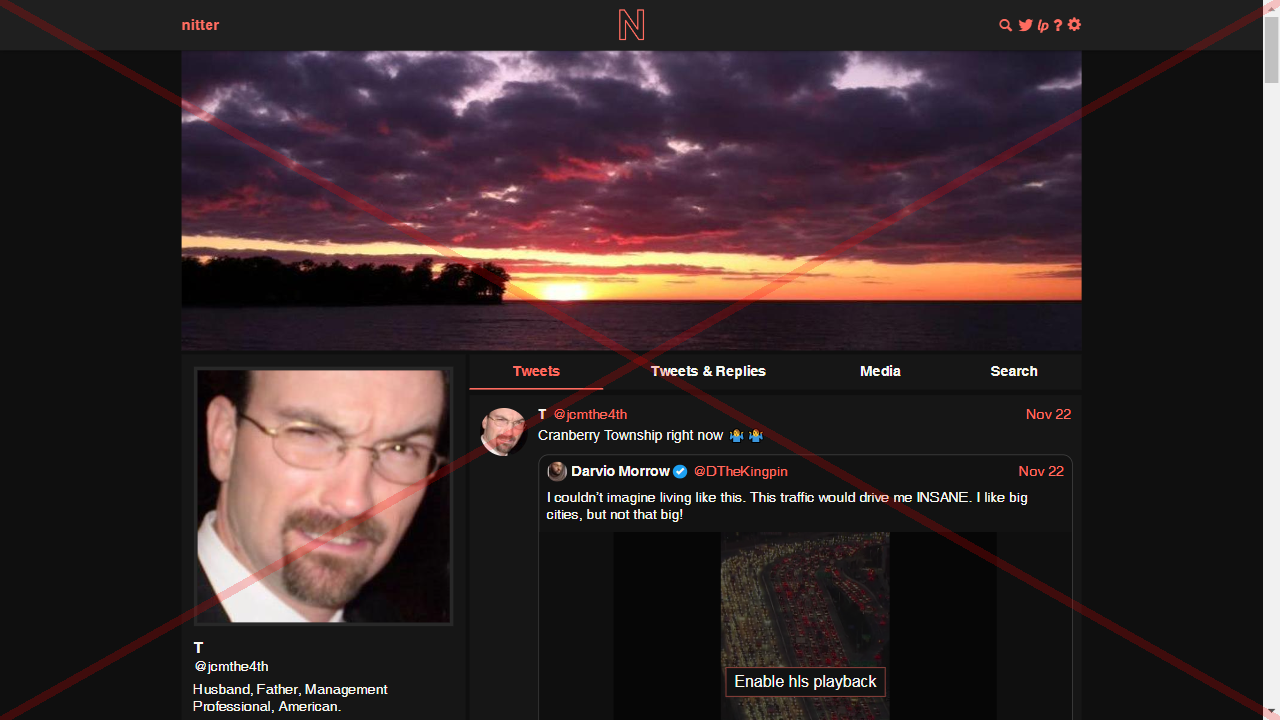 nitter
N
lp ?
Tweets
Tweets & Replies
Media
Search
T @jcmthe4th
Nov 22
Cranberry Township right now 🤷‍♂️ 🤷‍♂️
Darvio Morrow @DTheKingpin
Nov 22
I couldn't imagine living like this. This traffic would drive me INSANE. I like big
cities, but not that big!
Enable hls playback
T
@jcmthe4th
Husband, Father, Management
Professional, American.